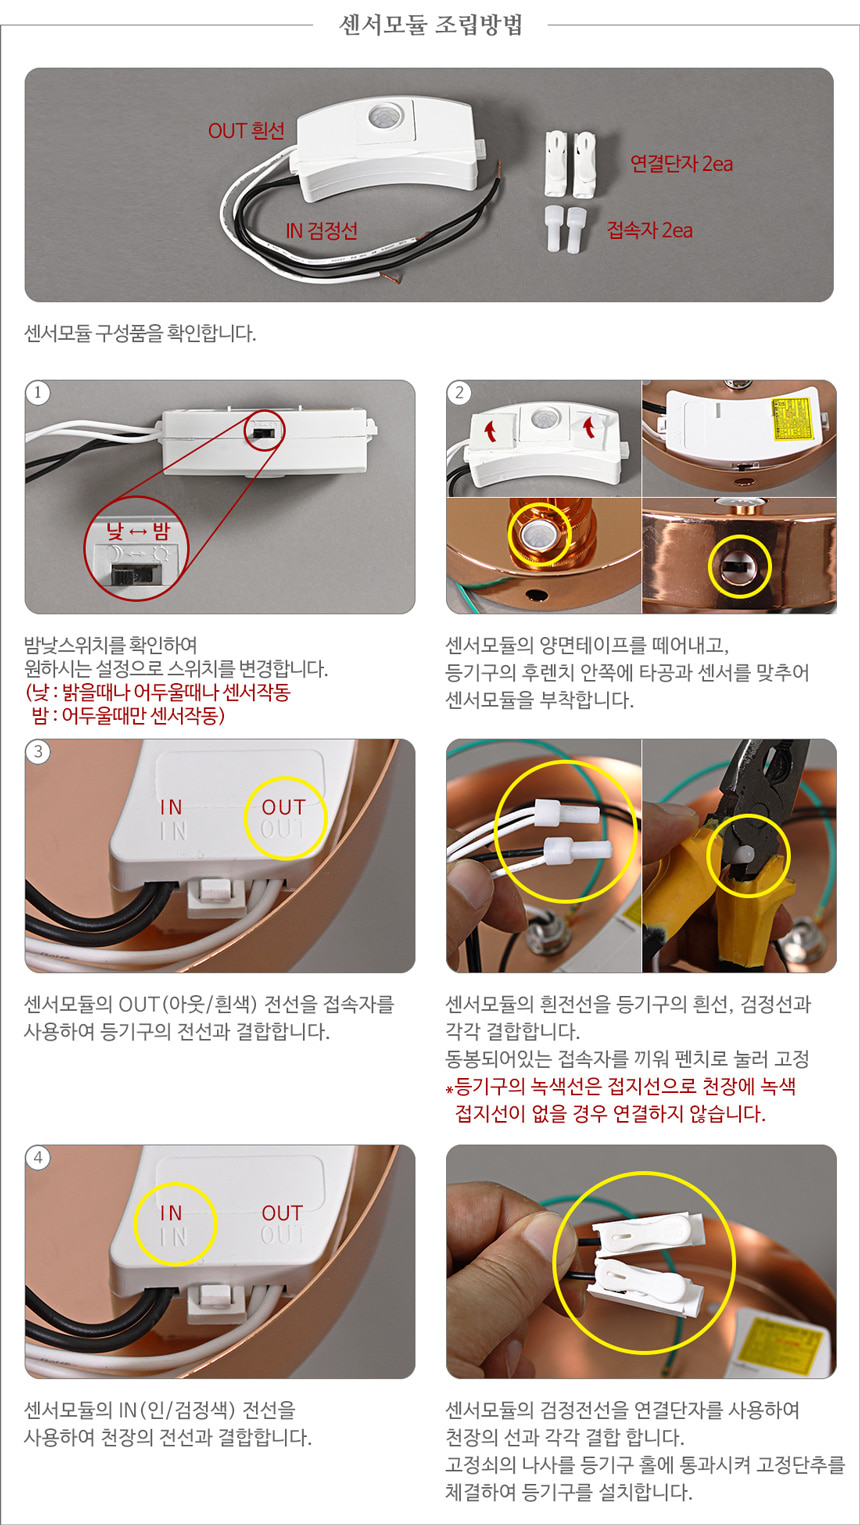 센서모듈 조립방법
OUT 흰선
연결단자 2ea
IN 검정선
접속자 2ea
센서모듈 구성품을 확인합니다.
1
낮 ↔ 밤
밤낮스위치를 확인하여
원하시는 설정으로 스위치를 변경합니다.
(낮 : 밝을때나 어두울때나 센서작동
밤 : 어두울때만 센서작동)
2
센서모듈의 양면테이프를 떼어내고,
등기구의 후렌치 안쪽에 타공과 센서를 맞추어
센서모듈을 부착합니다.
3
IN OUT
IN OUT
센서모듈의 OUT(아웃/흰색) 전선을 접속자를
사용하여 등기구의 전선과 결합합니다.
센서모듈의 흰전선을 등기구의 흰선, 검정선과
각각 결합합니다.
동봉되어있는 접속자를 끼워 펜치로 눌러 고정
*등기구의 녹색선은 접지선으로 천장에 녹색
접지선이 없을 경우 연결하지 않습니다.
4
IN OUT
IN OUT
센서모듈의 IN(인/검정색) 전선을
사용하여 천장의 전선과 결합합니다.
센서모듈의 검정전선을 연결단자를 사용하여
천장의 선과 각각 결합 합니다.
고정쇠의 나사를 등기구 홀에 통과시켜 고정단추를
체결하여 등기구를 설치합니다.